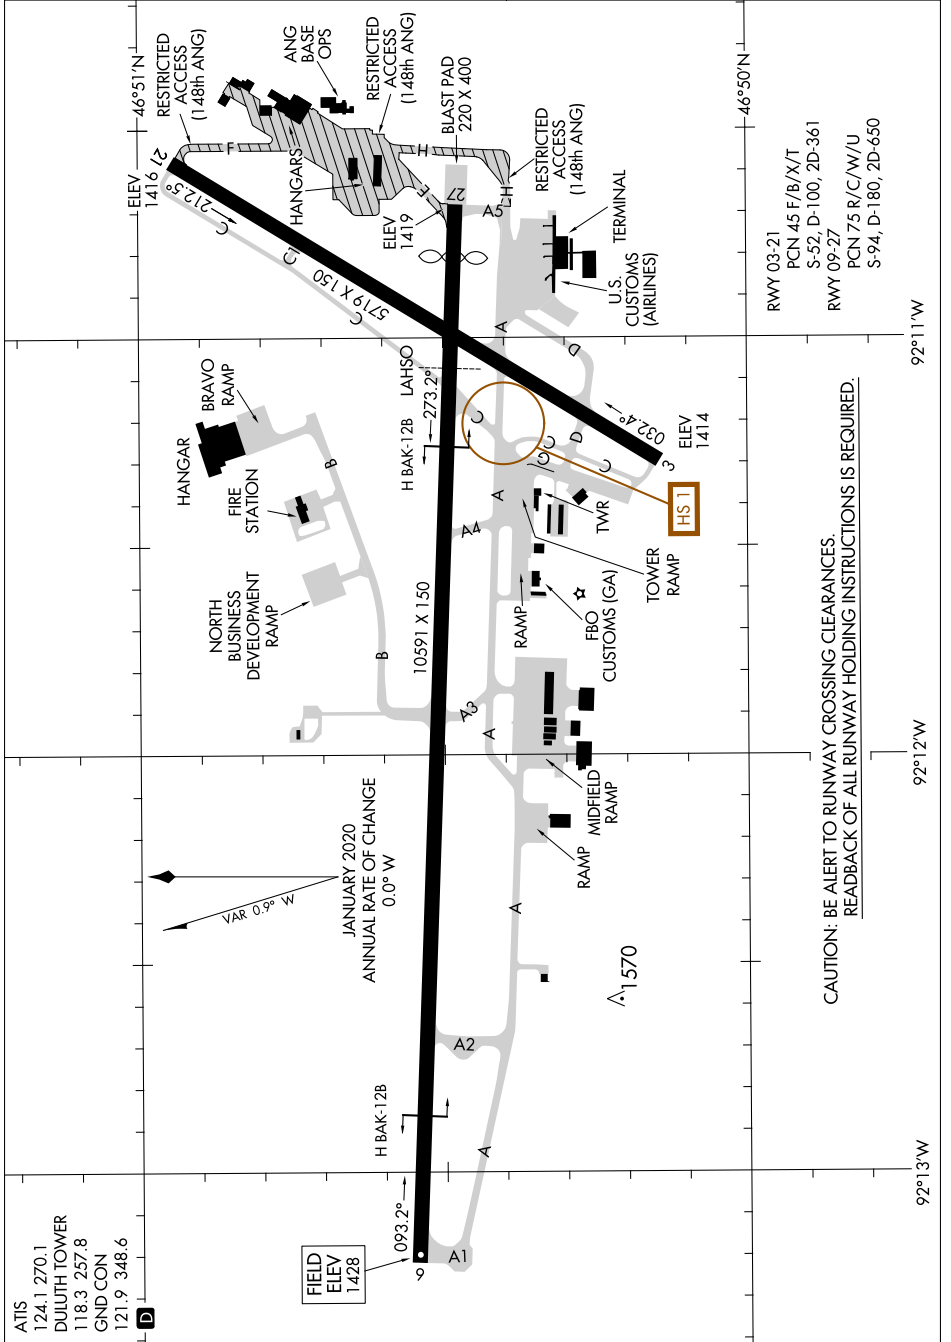 ATIS
124.1 270.1
DULUTH TOWER
118.3 257.8
GND CON
121.9 348.6
D
FIELD
ELEV
1428
9
093.2°
A1
A
H BAK-12B
A2
A
1570
VAR 0.9° W
JANUARY 2020
ANNUAL RATE OF CHANGE
0.0° W
RAMP
MIDFIELD
RAMP
A
A3
B
10591 X 150
NORTH
BUSINESS
DEVELOPMENT
RAMP
FIRE
STATION
HANGAR
BRAVO
RAMP
B
RAMP
FBO
CUSTOMS (GA)
TOWER
RAMP
TWR
A4
A
H BAK-12B
273.2°
LAHSO
HS 1
C
C
G
C
D
D
3
032.4°
ELEV
1414
A
5719 X 150
C
C1
C
212.5°
21
ELEV
1416
RESTRICTED
ACCESS
(148th ANG)
F
HANGARS
ANG
BASE
OPS
RESTRICTED
ACCESS
(148th ANG)
E
H
H
ELEV
1419
27
A5
BLAST PAD
220 X 400
RESTRICTED
ACCESS
(148th ANG)
TERMINAL
U.S.
CUSTOMS
(AIRLINES)
46°51'N
46°50'N
92°11'W
92°12'W
92°13'W
RWY 03-21
PCN 45 F/B/X/T
S-52, D-100, 2D-361
RWY 09-27
PCN 75 R/C/W/U
S-94, D-180, 2D-650
CAUTION: BE ALERT TO RUNWAY CROSSING CLEARANCES.
READBACK OF ALL RUNWAY HOLDING INSTRUCTIONS IS REQUIRED.